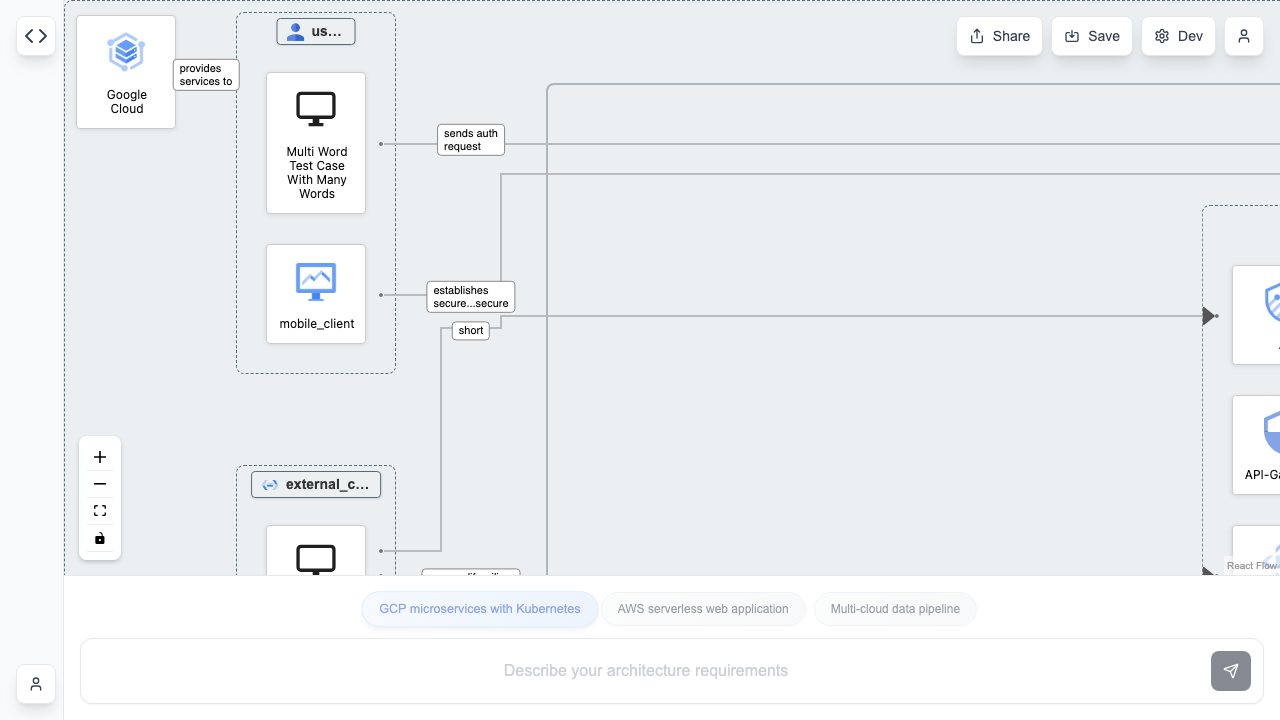 us...
Share
Save
Dev
Google
Cloud
provides
services to
Multi Word
Test Case
With Many
Words
sends auth
request
mobile_client
establishes
secure...secure
short
external_c...
React Flow
GCP microservices with Kubernetes
AWS serverless web application
Multi-cloud data pipeline
Describe your architecture requirements